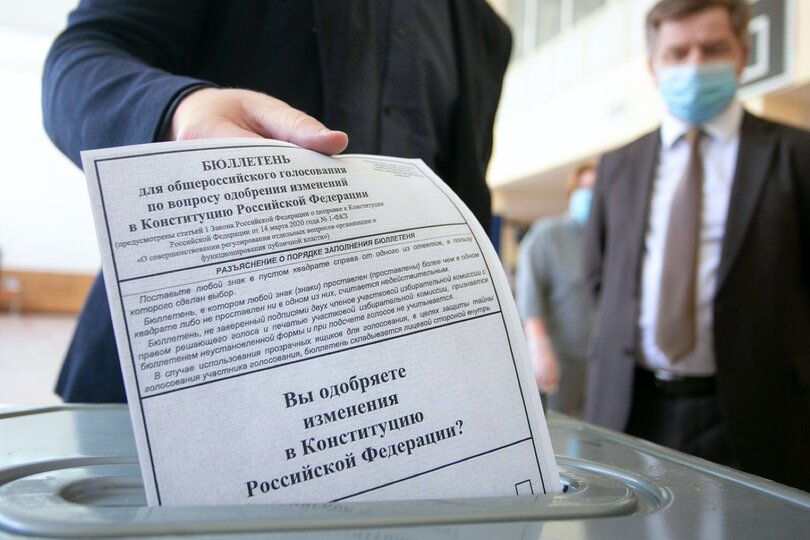 БЮЛЛЕТЕНЬ
для общероссийского голосования
по вопросу одобрения изменений
в Конституцию Российской Федерации
(предусмотрены статьей 1 Закона Российской Федерации о поправке к Конституции
Российской Федерации от 14 марта 2020 года № 1-ФКЗ
«О совершенствовании регулирования отдельных вопросов организации и
функционирования публичной власти»)
РАЗЪЯСНЕНИЕ О ПОРЯДКЕ ЗАПОЛНЕНИЯ БЮЛЛЕТЕНЯ
Поставьте любой знак в пустом квадрате справа от одного из ответов, в пользу
которого сделан выбор.
Бюллетень, в котором любой знак (знаки) проставлен (проставлены) более чем в одном
квадрате либо не проставлен ни в одном из них, считается недействительным.
Бюллетень, не заверенный подписями двух членов участковой избирательной комиссии с
правом решающего голоса и печатью участковой избирательной комиссии, признается
бюллетенем неустановленной формы и при подсчете голосов не учитывается.
В случае использования прозрачных ящиков для голосования, в целях защиты тайны
голосования участника голосования, бюллетень складывается лицевой стороной внутрь
Вы одобряете
изменения
в Конституцию
Российской Федерации?